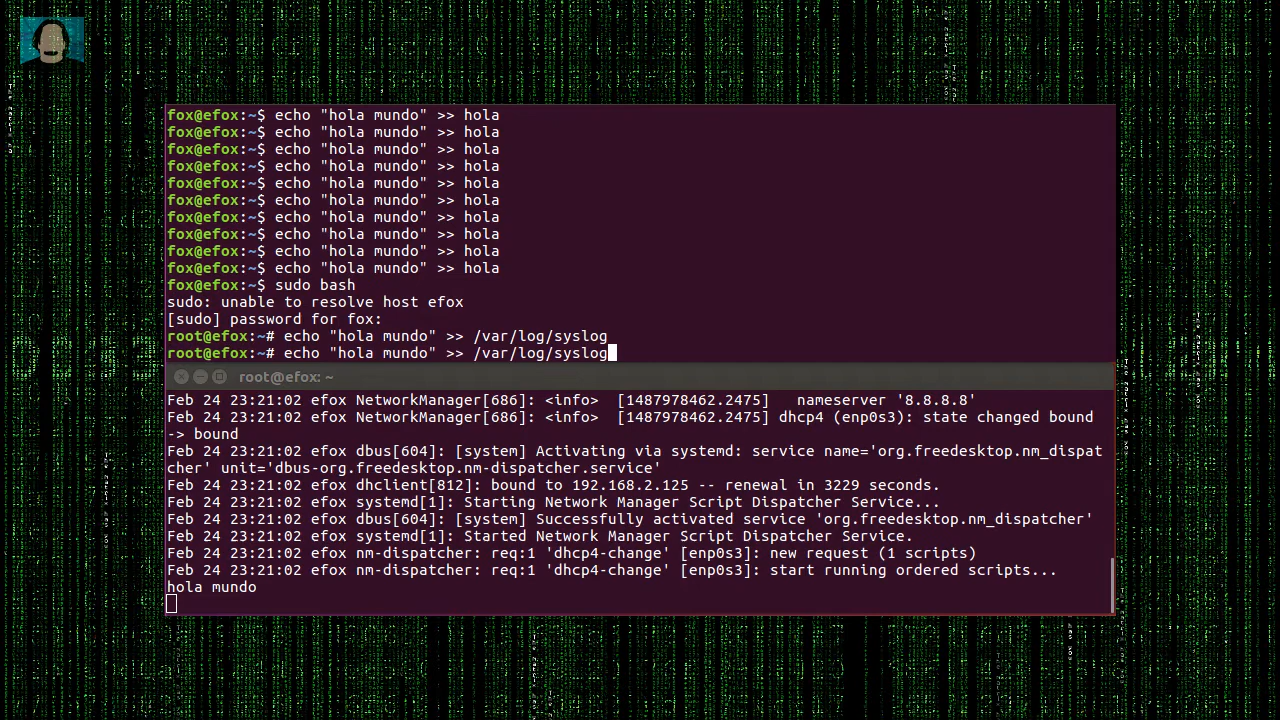 fox@efox:~$ echo "hola mundo" >> hola
fox@efox:~$ echo "hola mundo" >> hola
fox@efox:~$ echo "hola mundo" >> hola
fox@efox:~$ echo "hola mundo" >> hola
fox@efox:~$ echo "hola mundo" >> hola
fox@efox:~$ echo "hola mundo" >> hola
fox@efox:~$ echo "hola mundo" >> hola
fox@efox:~$ echo "hola mundo" >> hola
fox@efox:~$ echo "hola mundo" >> hola
fox@efox:~$ echo "hola mundo" >> hola
fox@efox:~$ sudo bash
sudo: unable to resolve host efox
[sudo] password for fox:
root@efox:~# echo "hola mundo" >> /var/log/syslog
root@efox:~# echo "hola mundo" >> /var/log/syslog
root@efox: ~
Feb 24 23:21:02 efox NetworkManager[686]: <info>  [1487978462.2475]   nameserver '8.8.8.8'
Feb 24 23:21:02 efox NetworkManager[686]: <info>  [1487978462.2475] dhcp4 (enp0s3): state changed bound
-> bound
Feb 24 23:21:02 efox dbus[604]: [system] Activating via systemd: service name='org.freedesktop.nm_dispat
cher' unit='dbus-org.freedesktop.nm-dispatcher.service'
Feb 24 23:21:02 efox dhclient[812]: bound to 192.168.2.125 -- renewal in 3229 seconds.
Feb 24 23:21:02 efox systemd[1]: Starting Network Manager Script Dispatcher Service...
Feb 24 23:21:02 efox dbus[604]: [system] Successfully activated service 'org.freedesktop.nm_dispatcher'
Feb 24 23:21:02 efox systemd[1]: Started Network Manager Script Dispatcher Service.
Feb 24 23:21:02 efox nm-dispatcher: req:1 'dhcp4-change' [enp0s3]: new request (1 scripts)
Feb 24 23:21:02 efox nm-dispatcher: req:1 'dhcp4-change' [enp0s3]: start running ordered scripts...
hola mundo